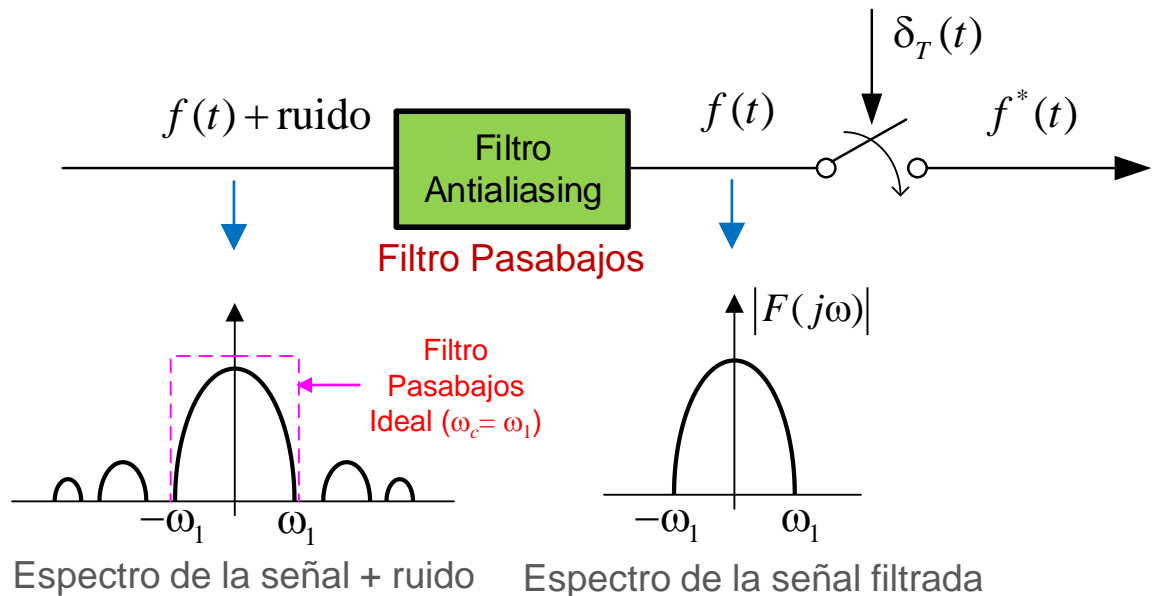 δ_T(t)
f(t) + ruido
Filtro
Antialiasing
f(t)
f*(t)
Filtro Pasabajos
Filtro
Pasabajos
Ideal (ω_c= ω_1)
|F(jω)|
−ω_1
ω_1
−ω_1
ω_1
Espectro de la señal + ruido
Espectro de la señal filtrada